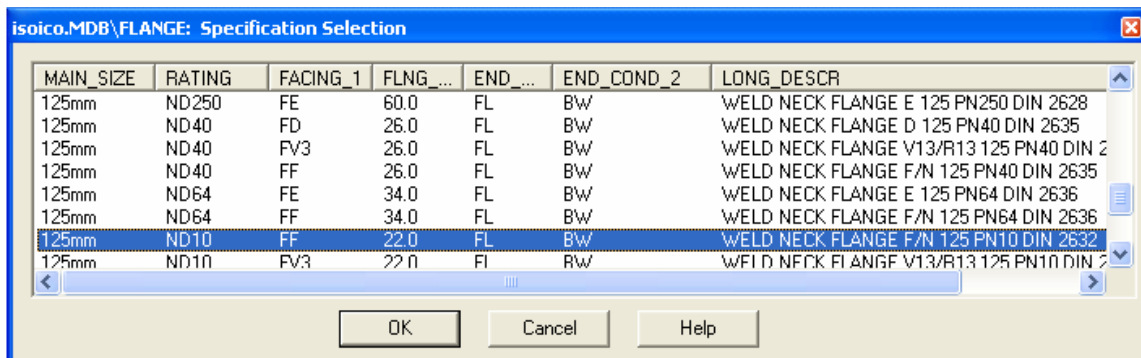 isoico.MDB\FLANGE: Specification Selection
MAIN_SIZE RATING FACING_1 FLNG_... END_... END_COND_2 LONG_DESCR
125mm ND250 FE 60.0 FL BW WELD NECK FLANGE E 125 PN250 DIN 2628
125mm ND40 FD 26.0 FL BW WELD NECK FLANGE D 125 PN40 DIN 2635
125mm ND40 FV3 26.0 FL BW WELD NECK FLANGE V13/R13 125 PN40 DIN 2
125mm ND40 FF 26.0 FL BW WELD NECK FLANGE F/N 125 PN40 DIN 2635
125mm ND64 FE 34.0 FL BW WELD NECK FLANGE E 125 PN64 DIN 2636
125mm ND64 FF 34.0 FL BW WELD NECK FLANGE F/N 125 PN64 DIN 2636
125mm ND10 FF 22.0 FL BW WELD NECK FLANGE F/N 125 PN10 DIN 2632
125mm ND10 FV3 22.0 FL BW WELD NECK FLANGE V13/R13 125 PN10 DIN 2
OK Cancel Help